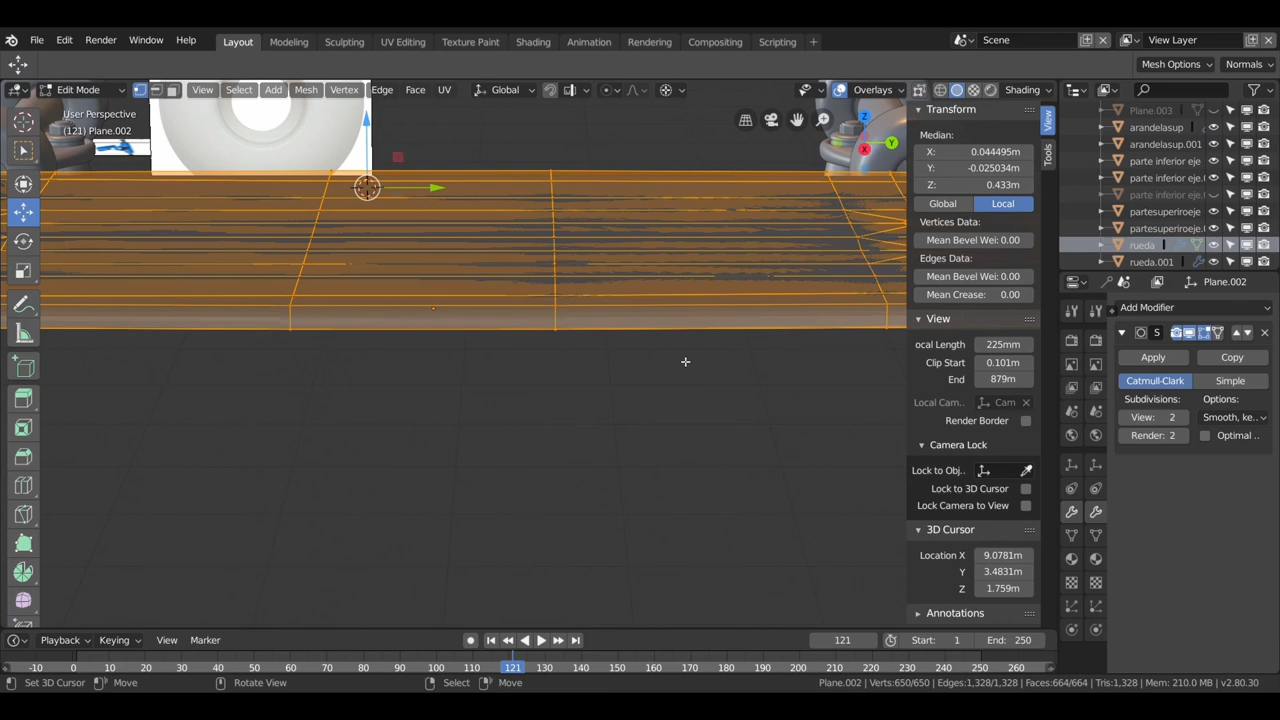 File Edit Render Window Help
Layout Modeling Sculpting UV Editing Texture Paint Shading Animation Rendering Compositing Scripting +
Scene
View Layer
Mesh Options
Normals
Edit Mode
View Select Add Mesh Vertex Edge Face UV
Global
Overlays
Shading
User Perspective
(121) Plane.002
Z
Y
X
Transform
Median:
X: 0.044495m
Y: -0.025034m
Z: 0.433m
Global Local
Vertices Data:
Mean Bevel Wei: 0.00
Edges Data:
Mean Bevel Wei: 0.00
Mean Crease: 0.00
View
ocal Length 225mm
Clip Start 0.101m
End 879m
Local Cam.. Cam
Render Border
Camera Lock
Lock to Obj..
Lock to 3D Cursor
Lock Camera to View
3D Cursor
Location X 9.0781m
Y 3.4831m
Z 1.759m
Annotations
View
Tools
Plane.003
arandelasup
arandelasup.001
parte inferior eje
parte inferior eje.
partesuperiroeje
partesuperiroeje.(
rueda
rueda.001
Plane.002
Add Modifier
S
Apply Copy
Catmull-Clark Simple
Subdivisions: Options:
View: 2 Smooth, ke..
Render: 2 Optimal ..
Playback Keying View Marker
121
Start: 1 End: 250
-10 0 10 20 30 40 50 60 70 80 90 100 110 121 130 140 150 160 170 180 190 200 210 220 230 240 250 260
Set 3D Cursor Move Rotate View Select Move
Plane.002 | Verts:650/650 | Edges:1,328/1,328 | Faces:664/664 | Tris:1,328 | Mem: 210.0 MB | v2.80.30